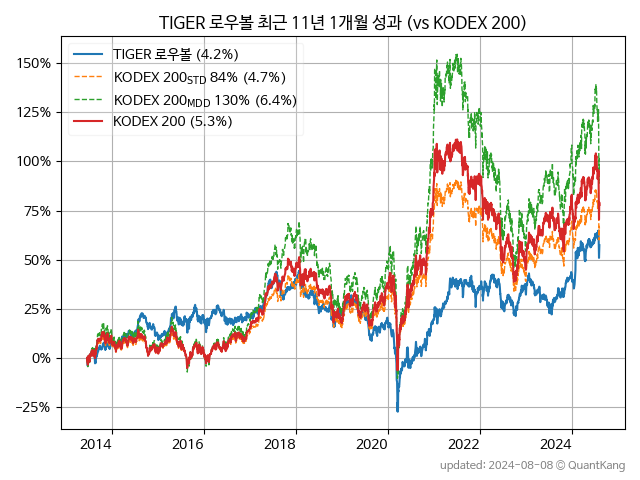 TIGER 로우볼 최근 11년 1개월 성과 (vs KODEX 200)
TIGER 로우볼 (4.2%)
KODEX 200STD 84% (4.7%)
KODEX 200MDD 130% (6.4%)
KODEX 200 (5.3%)
150%
125%
100%
75%
50%
25%
0%
−25%
2014 2016 2018 2020 2022 2024
updated: 2024-08-08 © QuantKang